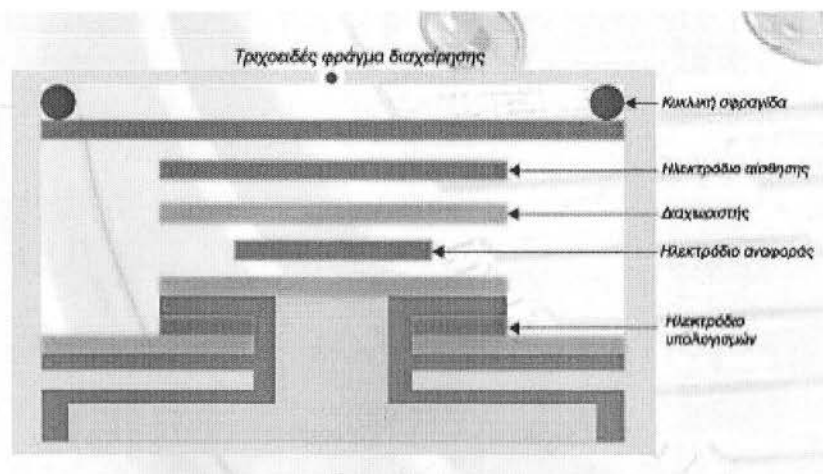 Τριχοειδές φράγμα διαχείρησης
Κυκλική σφραγίδα
Ηλεκτρόδιο αίσθησης
Διαχωριστής
Ηλεκτρόδιο αναφοράς
Ηλεκτρόδιο
υπολογισμών